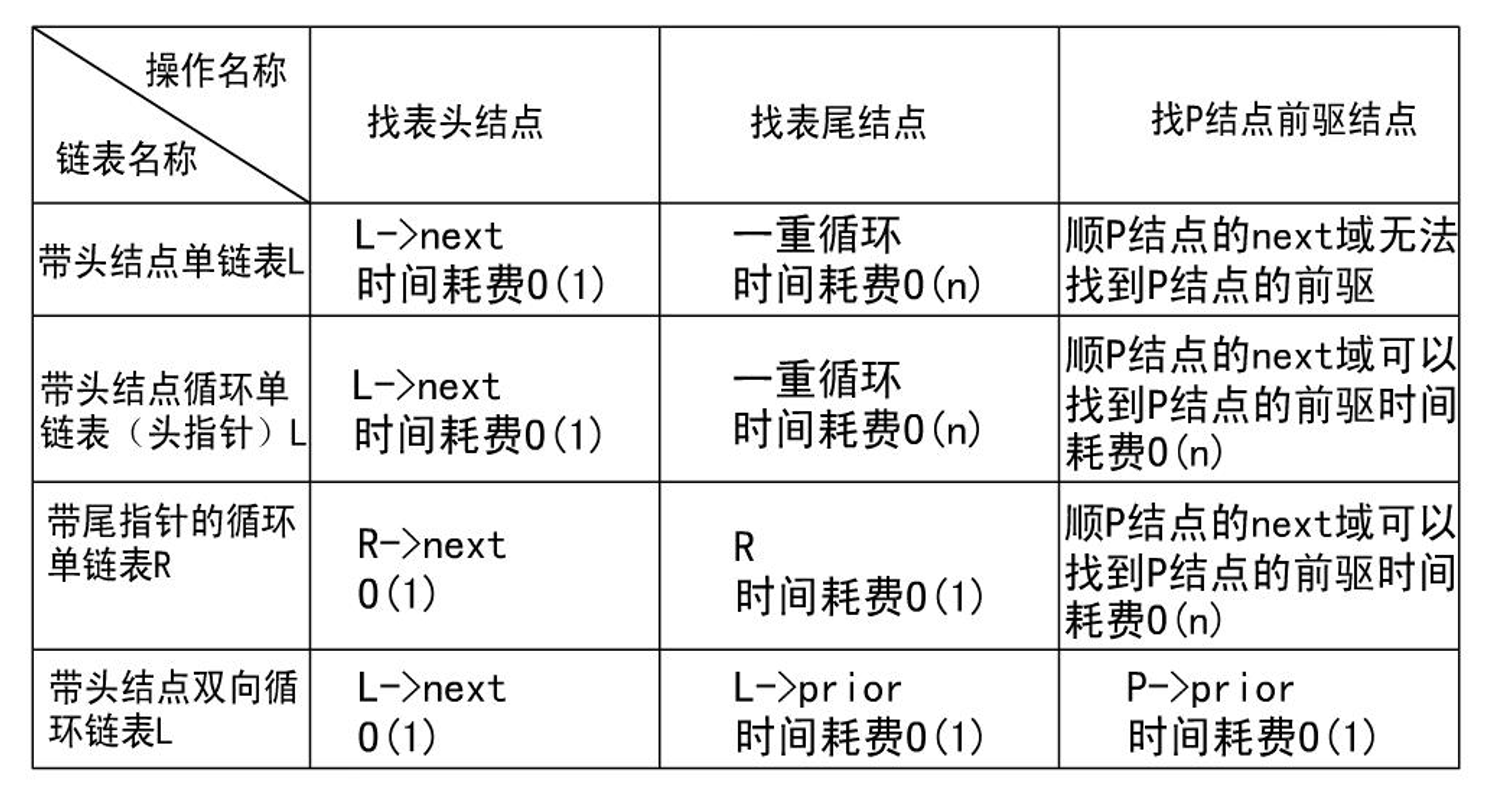 操作名称
链表名称
找表头结点
找表尾结点
找P结点前驱结点
带头结点单链表L
L->next
时间耗费O(1)
一重循环
时间耗费O(n)
顺P结点的next域无法
找到P结点的前驱
带头结点循环单
链表（头指针）L
L->next
时间耗费O(1)
一重循环
时间耗费O(n)
顺P结点的next域可以
找到P结点的前驱时间
耗费O(n)
带尾指针的循环
单链表R
R->next
O(1)
R
时间耗费O(1)
顺P结点的next域可以
找到P结点的前驱时间
耗费O(n)
带头结点双向循
环链表L
L->next
O(1)
L->prior
时间耗费O(1)
P->prior
时间耗费O(1)